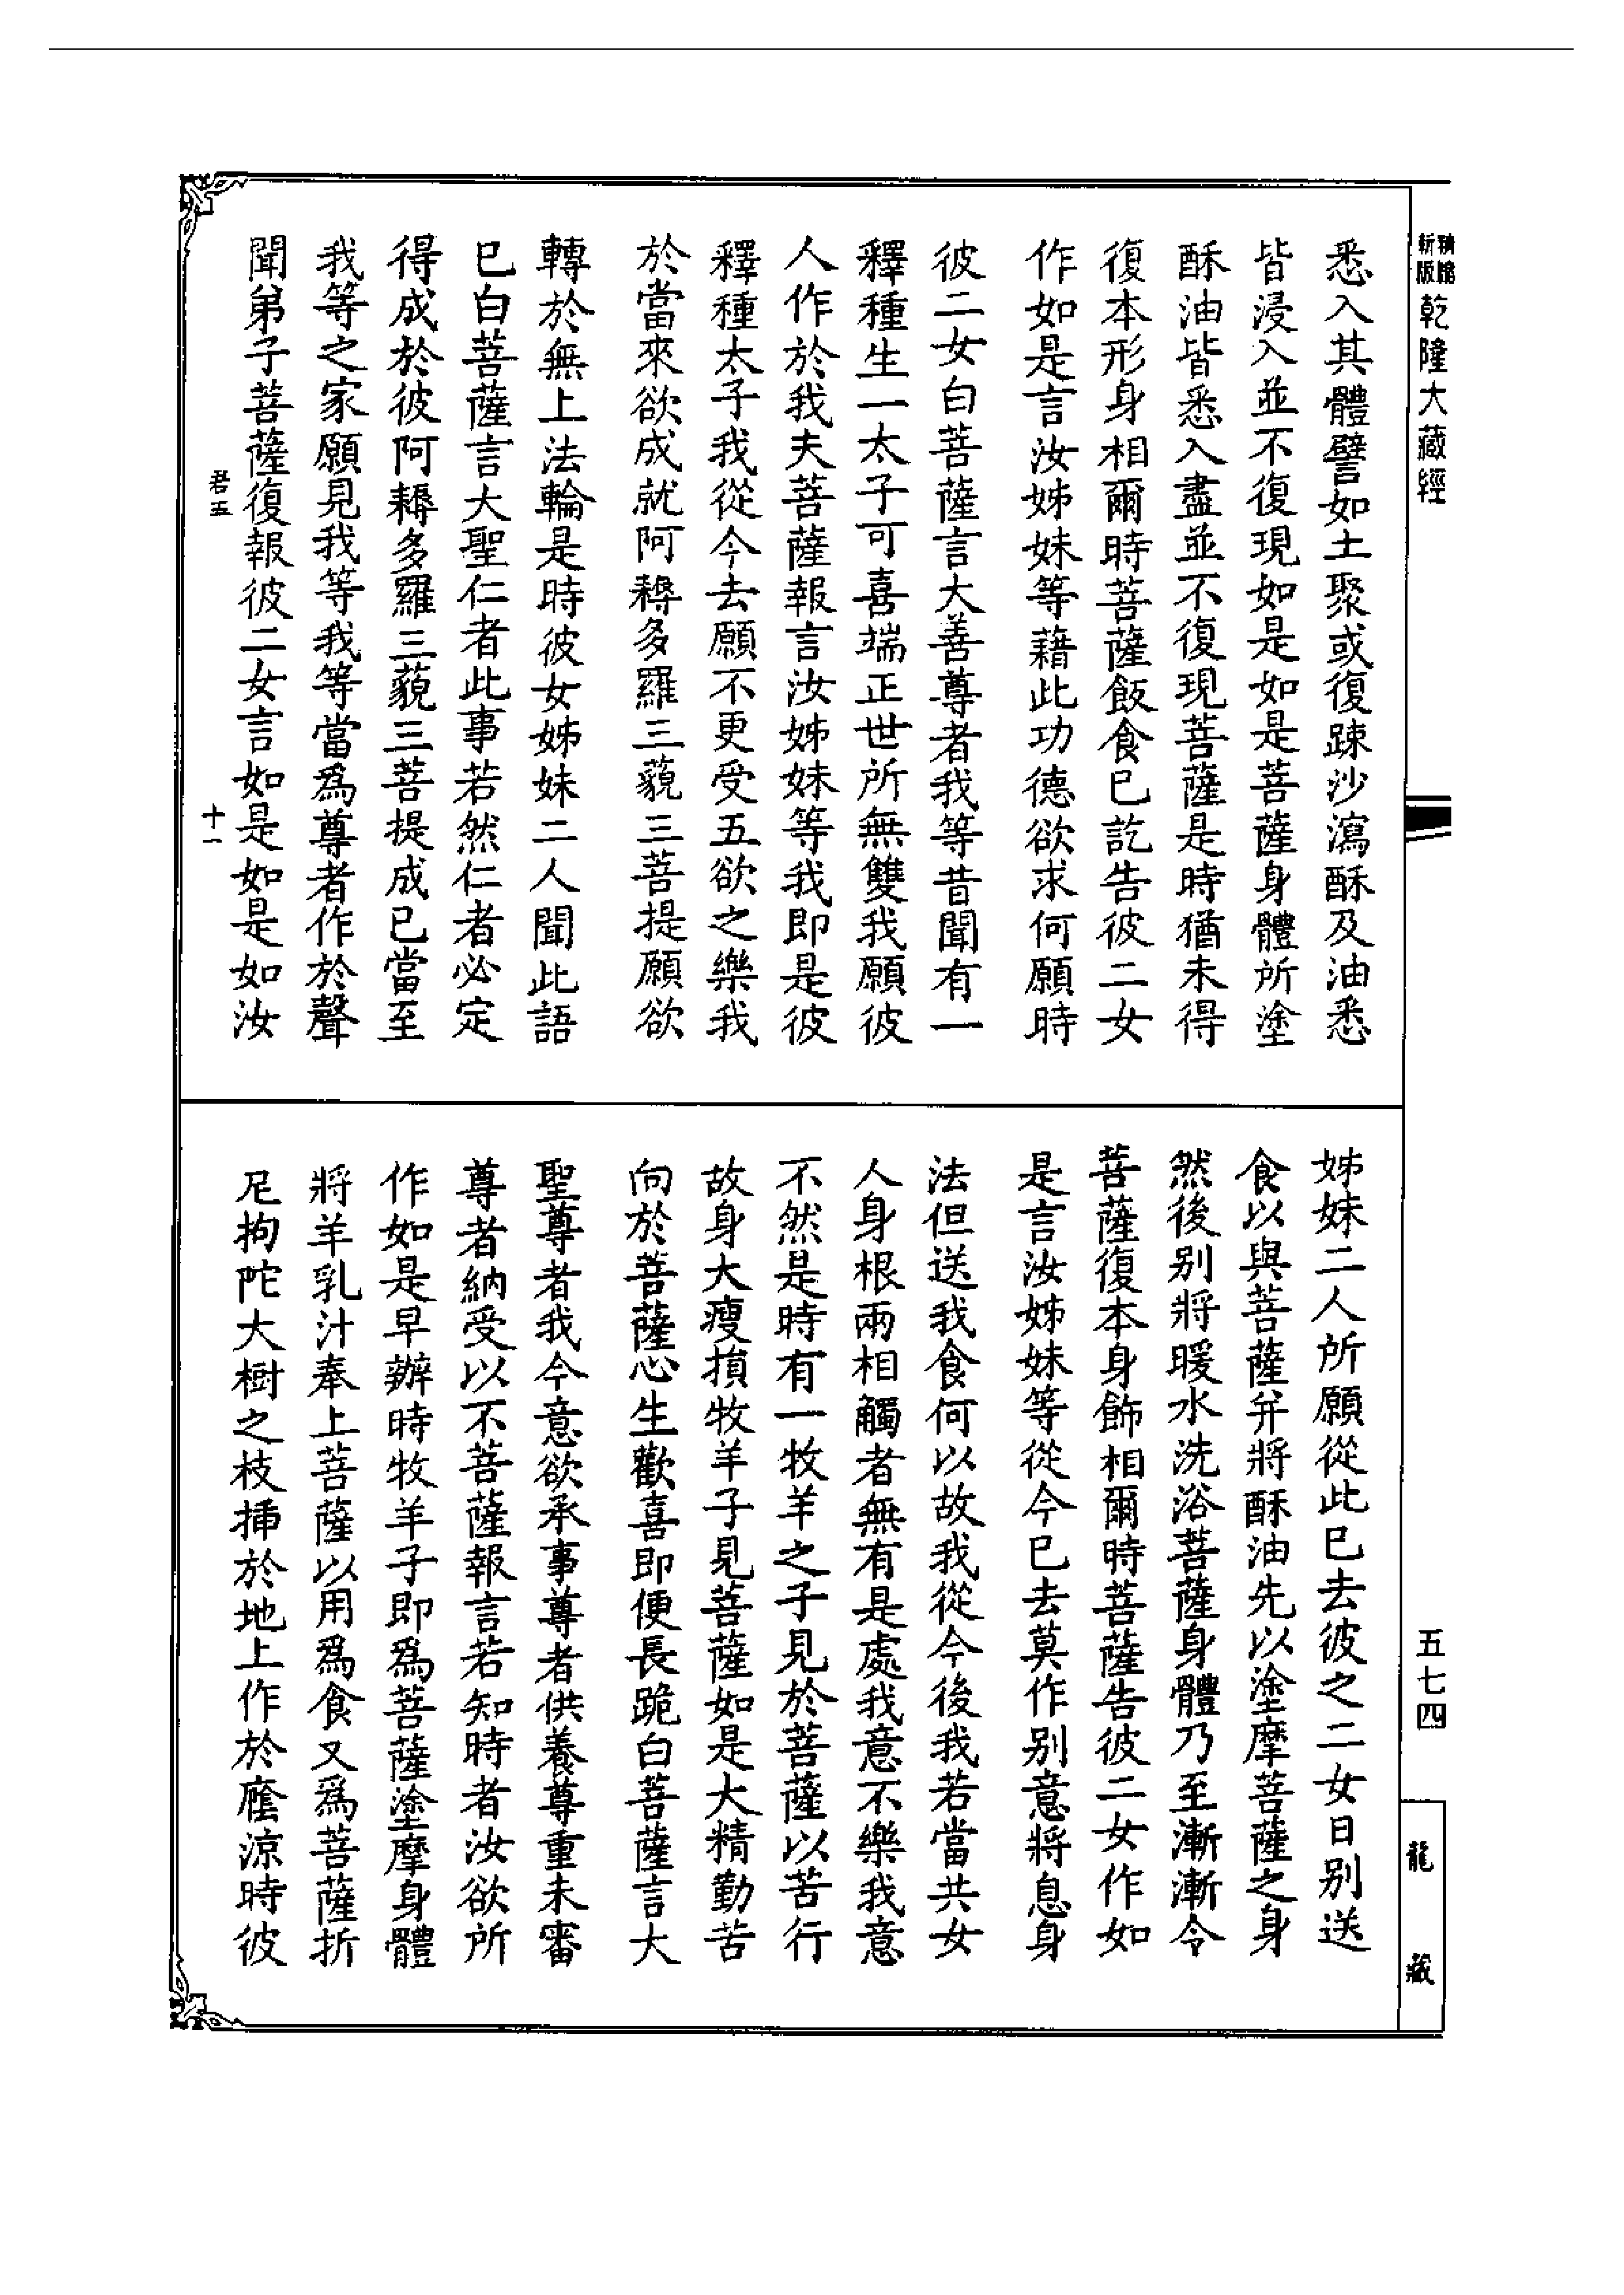 乾隆大藏經
悉入其體譬如土聚或復踈沙瀉酥及油悉
皆浸入並不復現如是如是菩薩身體所塗
酥油皆悉入盡並不復現菩薩是時猶未得
復本形身相爾時菩薩飯食已訖告彼二女
作如是言汝姊妹等藉此功德欲求何願時
彼二女白菩薩言大善尊者我等昔聞有一
釋種生一太子可喜端正世所無雙我願彼
人作於我夫菩薩報言汝姊妹等我即是彼
釋種太子我從今去願不更受五欲之樂我
於當來欲成就阿耨多羅三藐三菩提願欲
轉於無上法輪是時彼女姊妹二人聞此語
已白菩薩言大聖仁者此事若然仁者必定
得成於彼阿耨多羅三藐三菩提成已當至
我等之家願見我等我等當爲尊者作於聲
聞弟子菩薩復報彼二女言如是如是如汝
君五
十一
姊妹二人所願從此已去彼之二女日別送
食以與菩薩并將酥油先以塗摩菩薩之身
然後別將暖水洗浴菩薩身體乃至漸漸令
菩薩復本身飾相爾時菩薩告彼二女作如
是言汝姊妹等從今已去莫作別意將息身
法但送我食何以故我從今後我若當共女
人身根兩相觸者無有是處我意不樂我意
不然是時有一牧羊之子見於菩薩以苦行
故身大瘦損牧羊子見菩薩如是大精勤苦
向於菩薩心生歡喜即便長跪白菩薩言大
聖尊者我今意欲承事尊者供養尊重未審
尊者納受以不菩薩報言若知時者汝欲所
作如是早辦時牧羊子即爲菩薩塗摩身體
將羊乳汁奉上菩薩以用爲食又爲菩薩折
尼拘陀大樹之枝揷於地上作於廕涼時彼
五七四
龍藏